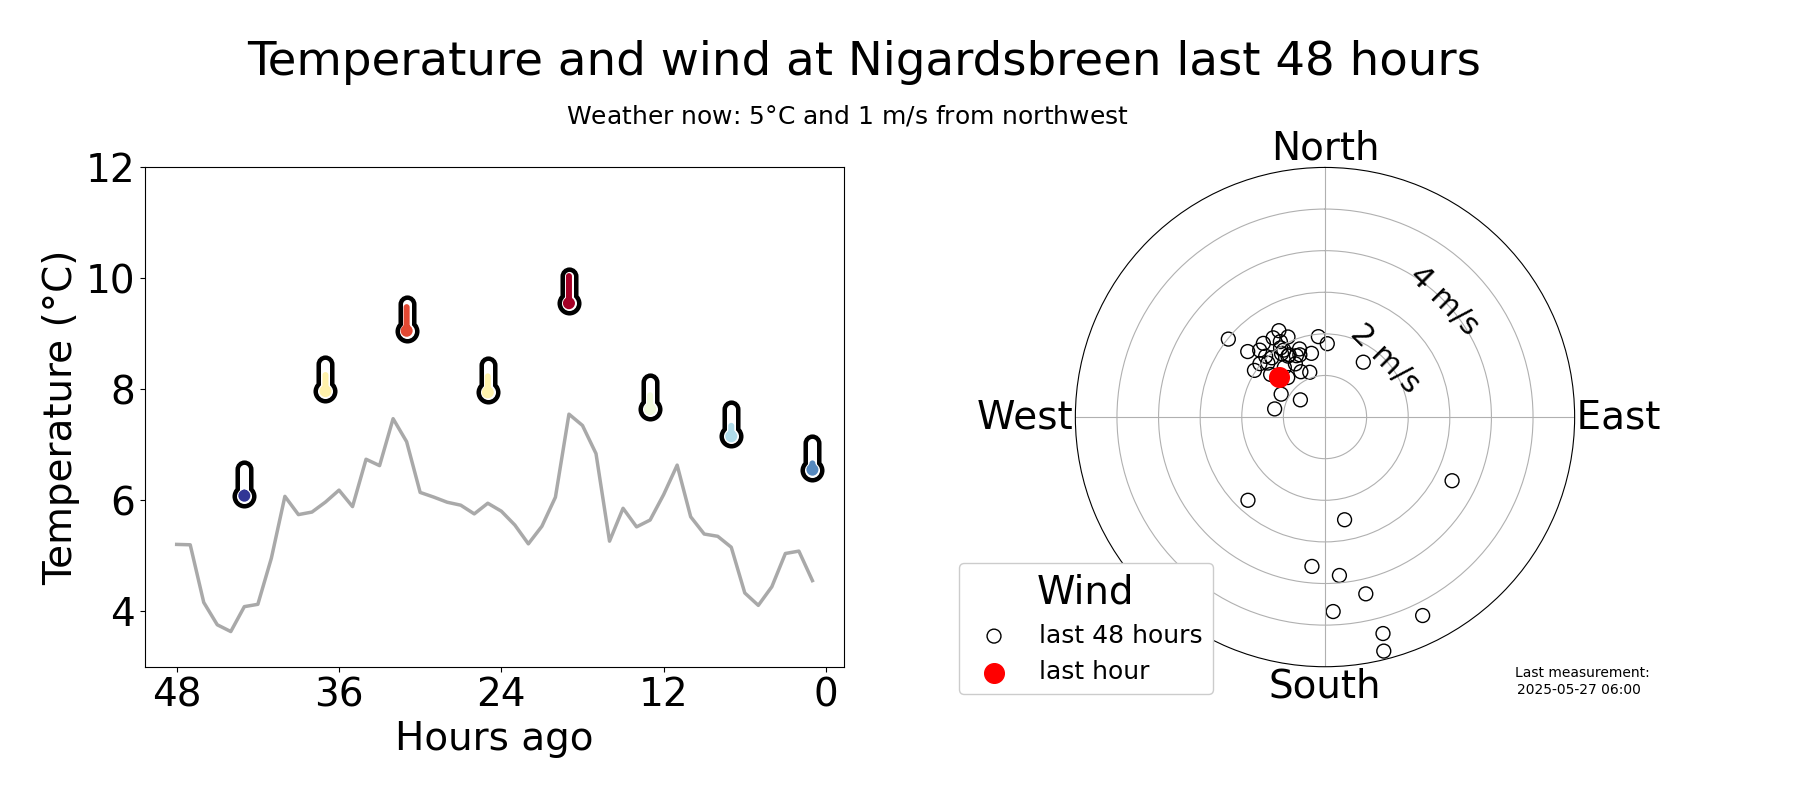 Temperature and wind at Nigardsbreen last 48 hours
Weather now: 5°C and 1 m/s from northwest
Temperature (°C)
12
10
8
6
4
48 36 24 12 0
Hours ago
North
4 m/s
2 m/s
West
East
South
Wind
last 48 hours
last hour
Last measurement:
2025-05-27 06:00